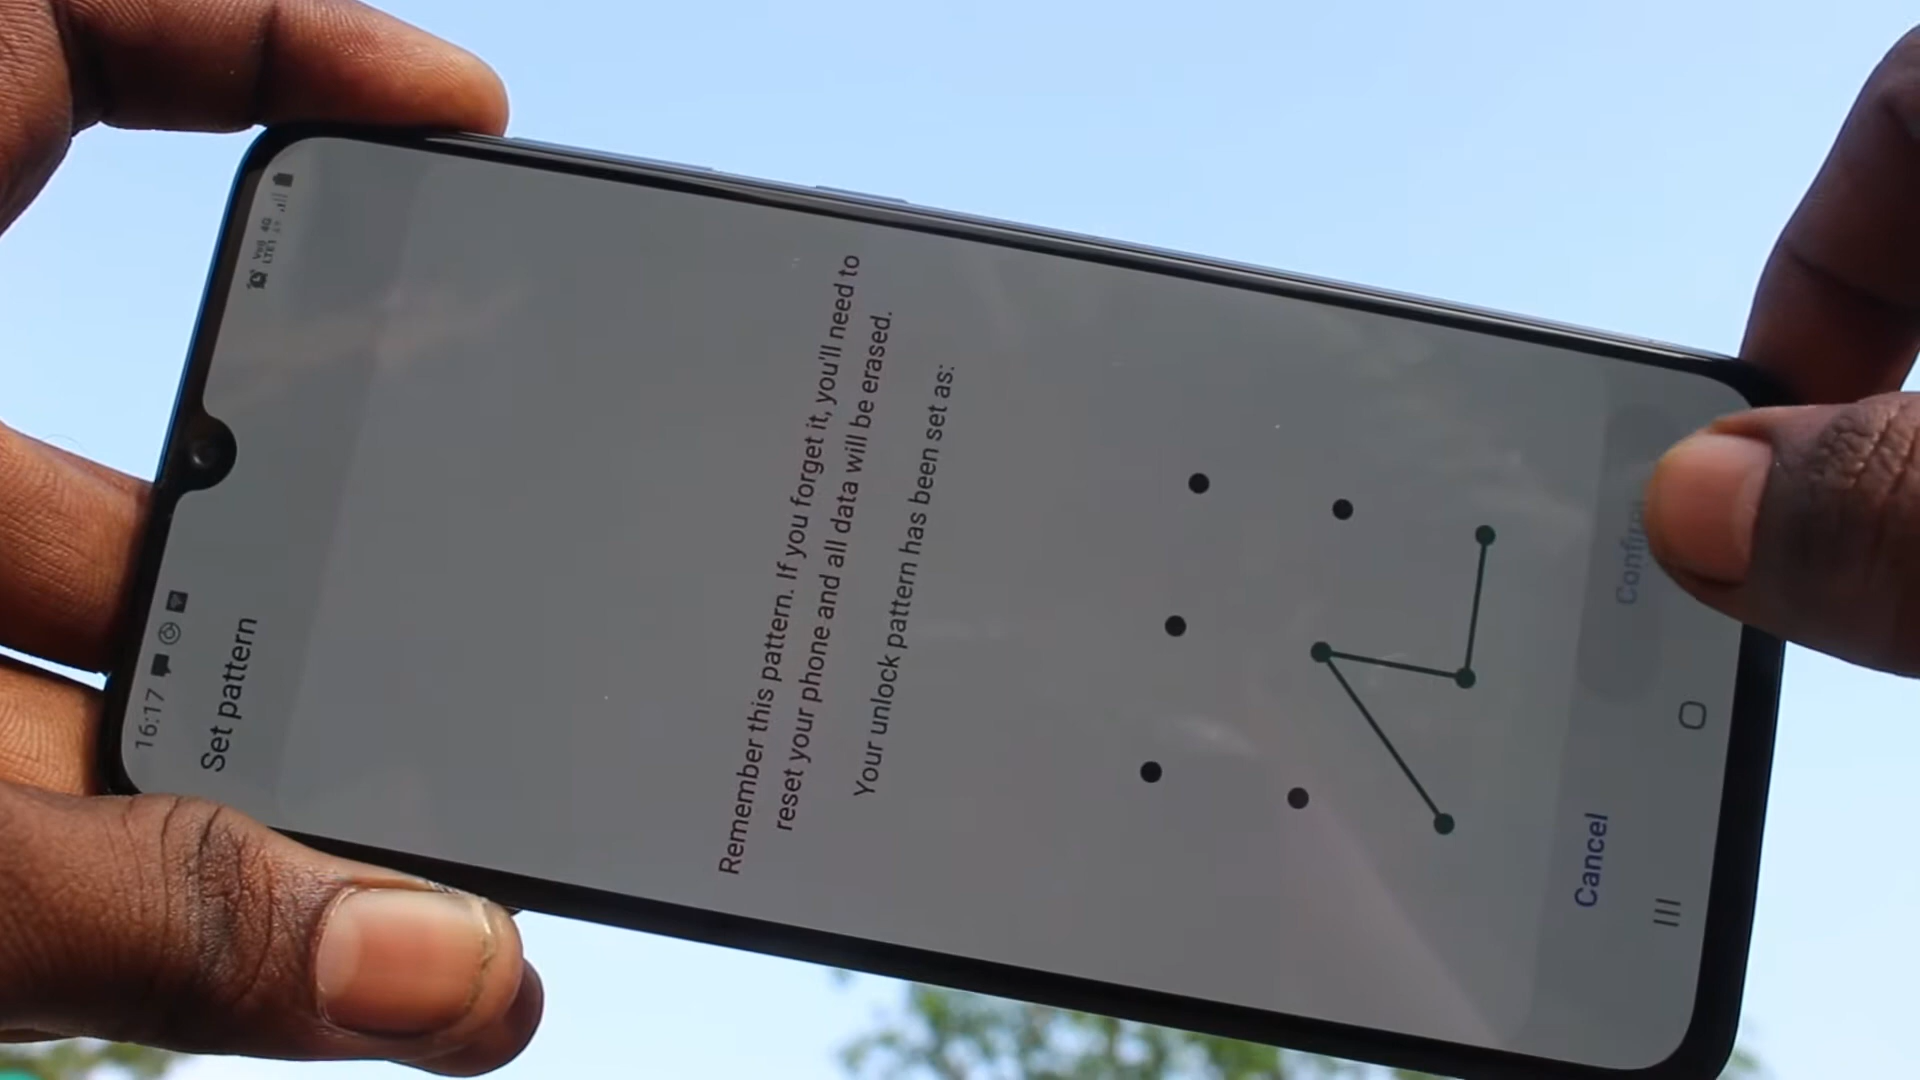 16:17
Set pattern
Remember this pattern. If you forget it, you'll need to
reset your phone and all data will be erased.
Your unlock pattern has been set as:
Cancel